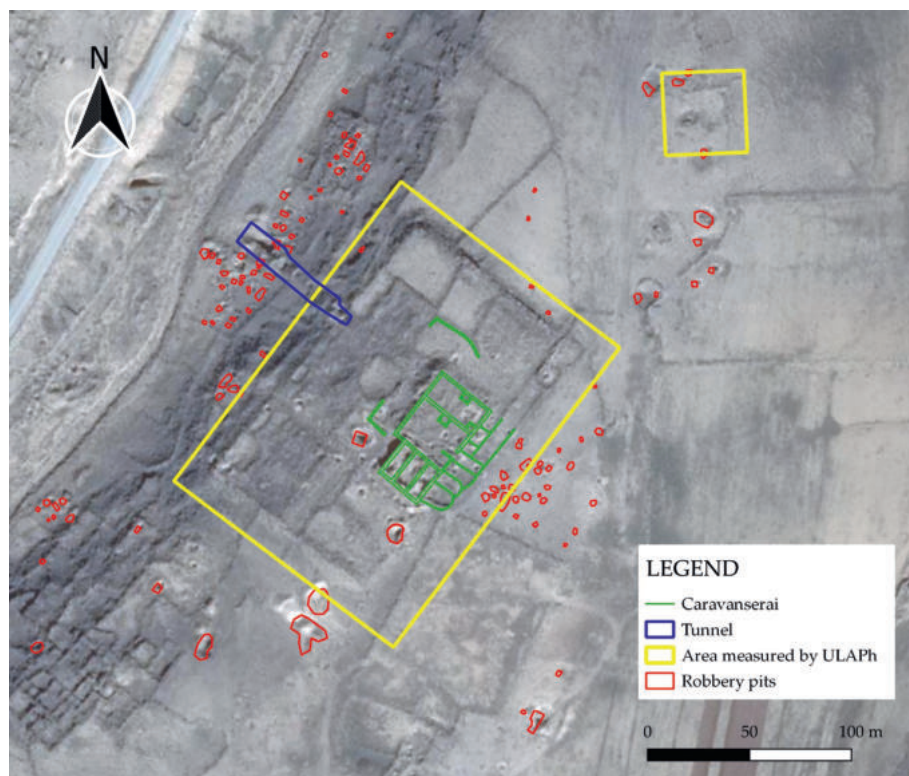 N
LEGEND
Caravanserai
Tunnel
Area measured by ULAPh
Robbery pits
0 50 100 m